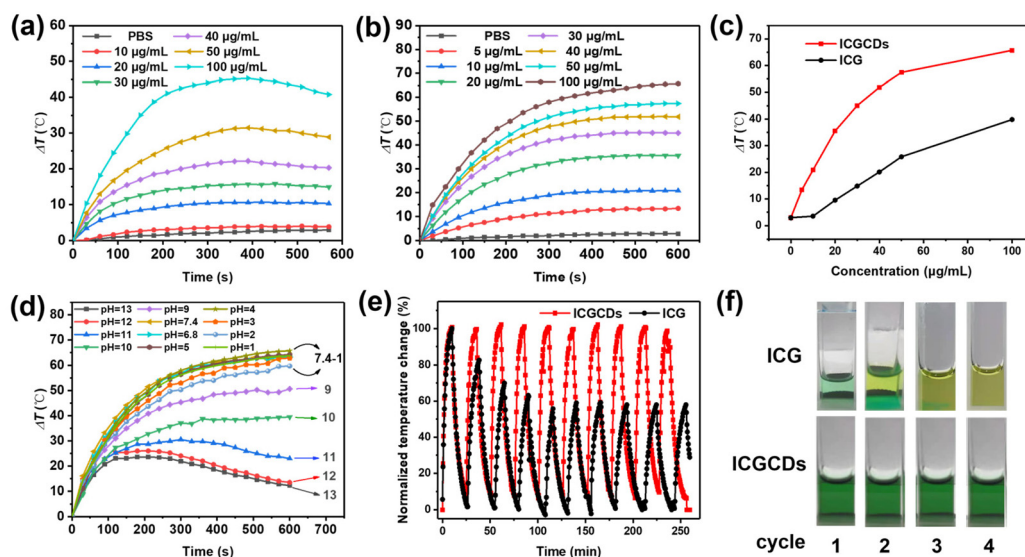 (a)
PBS
10 µg/mL
20 µg/mL
30 µg/mL
40 µg/mL
50 µg/mL
100 µg/mL
60
50
40
30
20
10
0
ΔT (℃)
0 100 200 300 400 500 600
Time (s)
(b)
PBS
5 µg/mL
10 µg/mL
20 µg/mL
30 µg/mL
40 µg/mL
50 µg/mL
100 µg/mL
90
80
70
60
50
40
30
20
10
0
ΔT (℃)
0 100 200 300 400 500 600
Time (s)
(c)
ICGCDs
ICG
70
60
50
40
30
20
10
0
ΔT (℃)
0 20 40 60 80 100
Concentration (µg/mL)
(d)
pH=13
pH=12
pH=11
pH=10
pH=9
pH=7.4
pH=6.8
pH=5
pH=4
pH=3
pH=2
pH=1
90
80
70
60
50
40
30
20
10
0
ΔT (℃)
7.4-1
9
10
11
12
13
0 100 200 300 400 500 600 700
Time (s)
(e)
ICGCDs
ICG
120
100
80
60
40
20
0
Normalized temperature change (%)
0 50 100 150 200 250
Time (min)
(f)
ICG
ICGCDs
cycle 1 2 3 4